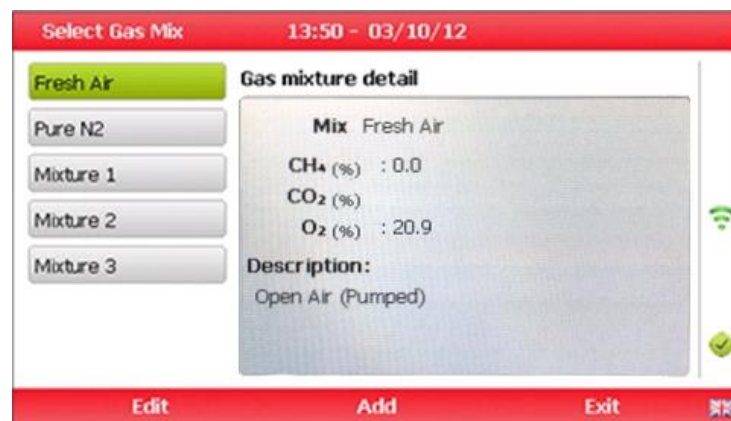 Select Gas Mix 13:50 - 03/10/12
Fresh Air
Pure N2
Mixture 1
Mixture 2
Mixture 3
Gas mixture detail
Mix Fresh Air
CH₄ (%) : 0.0
CO₂ (%)
O₂ (%) : 20.9
Description:
Open Air (Pumped)
Edit Add Exit